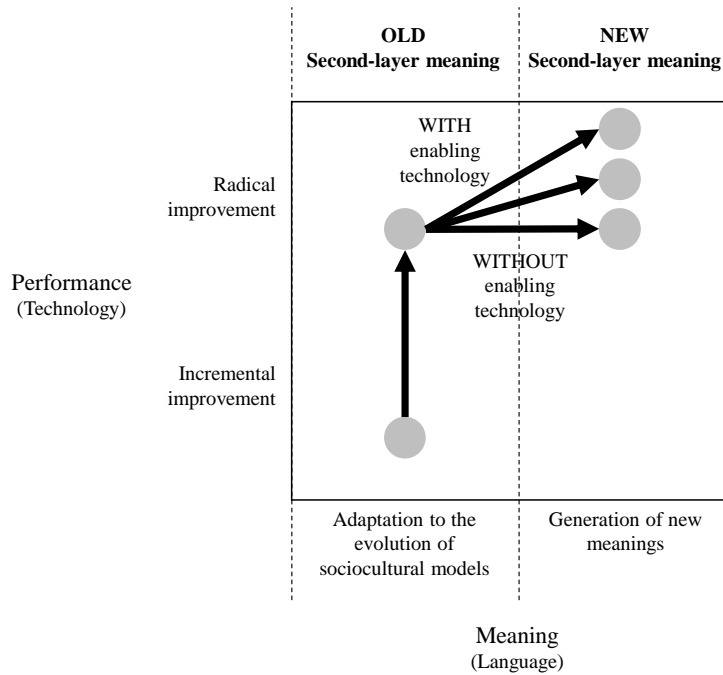 OLD
Second-layer meaning
NEW
Second-layer meaning
WITH
enabling
technology
Radical
improvement
WITHOUT
enabling
technology
Performance
(Technology)
Incremental
improvement
Adaptation to the
evolution of
sociocultural models
Generation of new
meanings
Meaning
(Language)